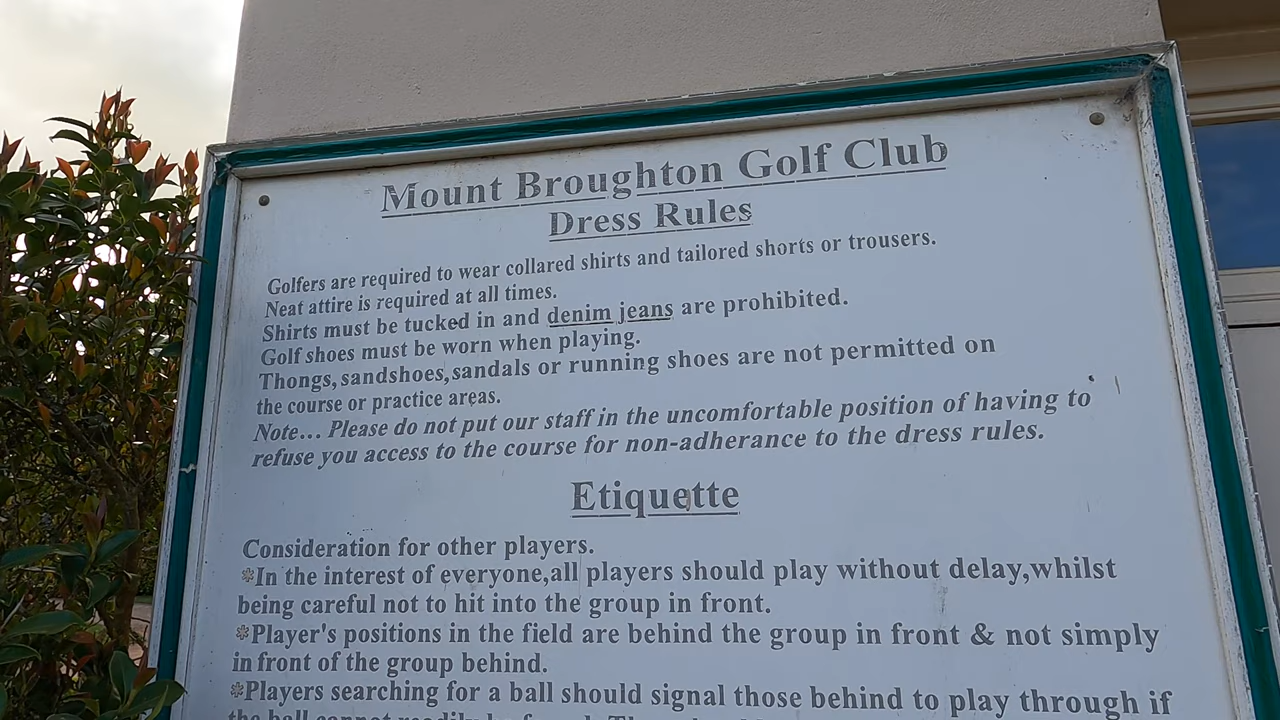 Mount Broughton Golf Club
Dress Rules
Golfers are required to wear collared shirts and tailored shorts or trousers.
Neat attire is required at all times.
Shirts must be tucked in and denim jeans are prohibited.
Golf shoes must be worn when playing.
Thongs,sandshoes,sandals or running shoes are not permitted on
the course or practice areas.
Note... Please do not put our staff in the uncomfortable position of having to
refuse you access to the course for non-adherance to the dress rules.
Etiquette
Consideration for other players.
*In the interest of everyone,all players should play without delay,whilst
being careful not to hit into the group in front.
*Player's positions in the field are behind the group in front & not simply
in front of the group behind.
*Players searching for a ball should signal those behind to play through if